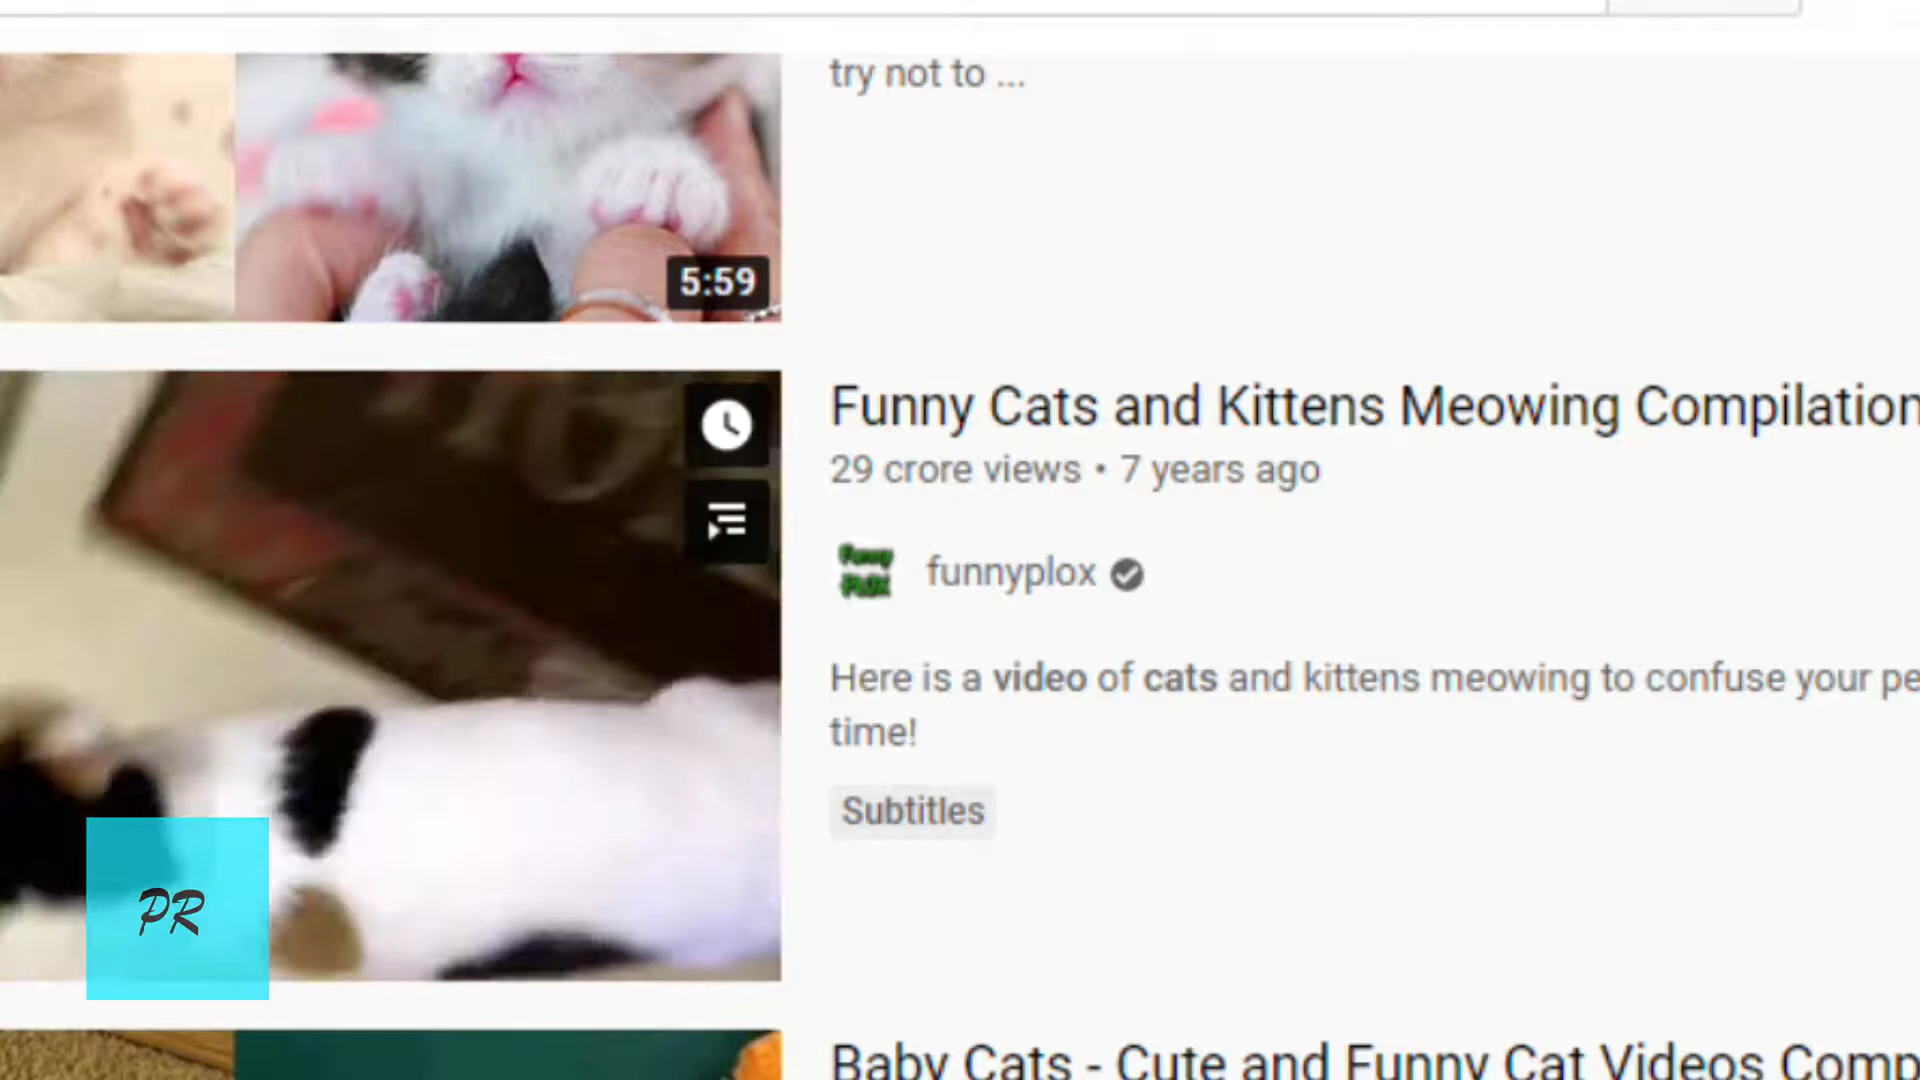 try not to ...
5:59
Funny Cats and Kittens Meowing Compilation
29 crore views • 7 years ago
Funny
PloX
funnyplox
Here is a video of cats and kittens meowing to confuse your pe
time!
Subtitles
PR
Baby Cats - Cute and Funny Cat Videos Comp